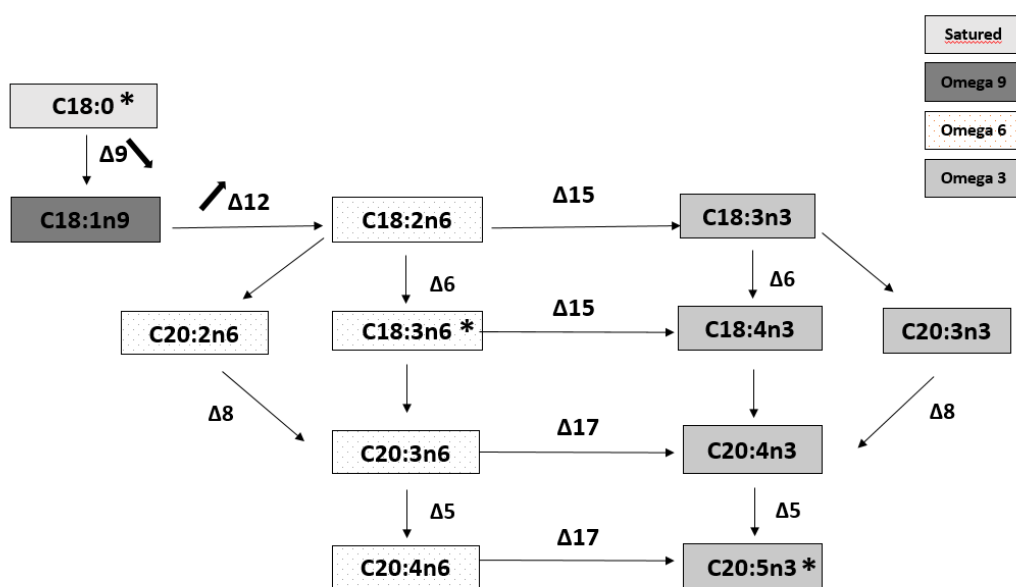 Satured
Omega 9
Omega 6
Omega 3
C18:0 *
Δ9
C18:1n9
Δ12
C18:2n6
Δ15
C18:3n3
Δ6
Δ6
C20:2n6
C18:3n6 *
Δ15
C18:4n3
C20:3n3
Δ8
Δ8
C20:3n6
Δ17
C20:4n3
Δ5
Δ5
C20:4n6
Δ17
C20:5n3 *